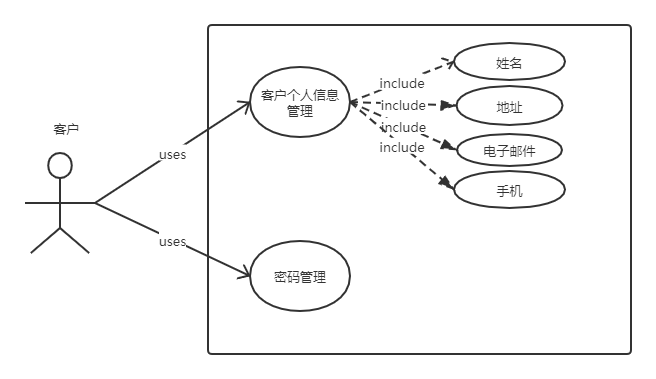 客户
uses
uses
客户个人信息
管理
密码管理
include
include
include
include
姓名
地址
电子邮件
手机